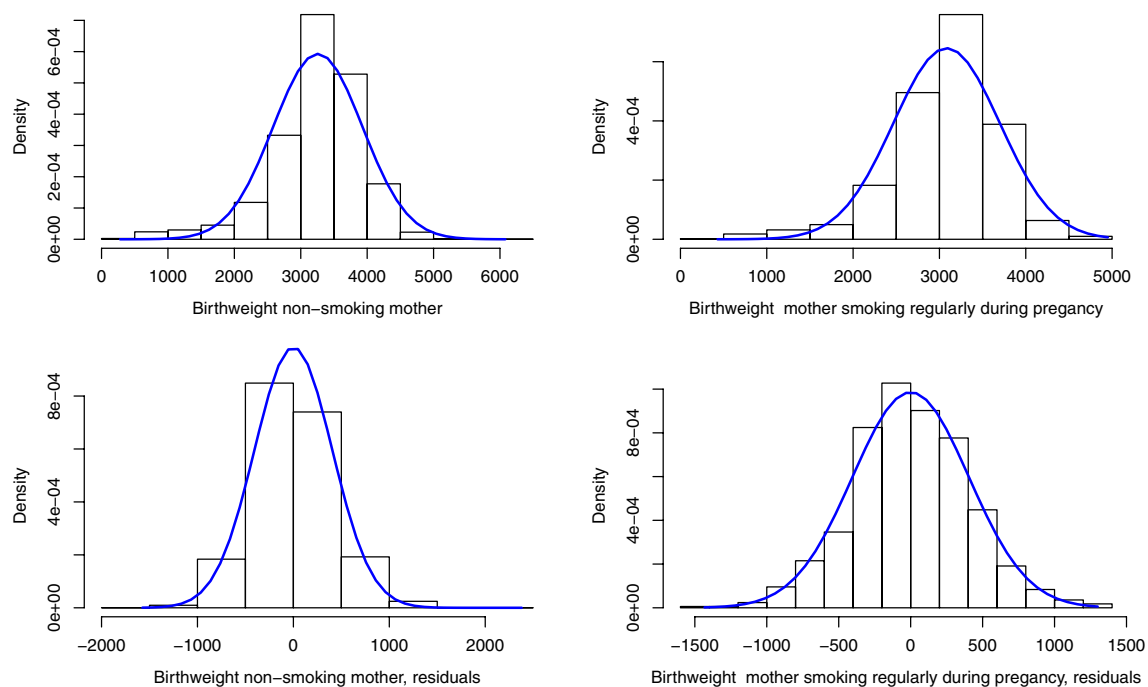 Density
0e+00 2e−04 4e−04 6e−04
0 1000 2000 3000 4000 5000 6000
Birthweight non−smoking mother
Density
0e+00 4e−04
0 1000 2000 3000 4000 5000
Birthweight mother smoking regularly during pregancy
Density
0e+00 4e−04 8e−04
−2000 −1000 0 1000 2000
Birthweight non−smoking mother, residuals
Density
0e+00 4e−04 8e−04
−1500 −1000 −500 0 500 1000 1500
Birthweight mother smoking regularly during pregancy, residuals